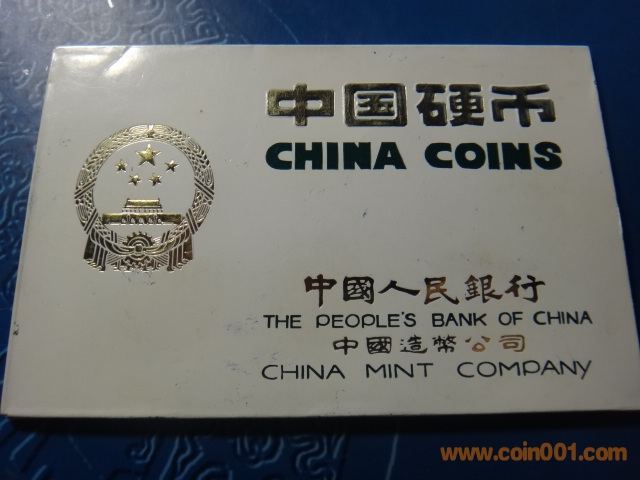 中国硬币
CHINA COINS
中國人民銀行
THE PEOPLE'S BANK OF CHINA
中國造幣公司
CHINA MINT COMPANY
www.coin001.com